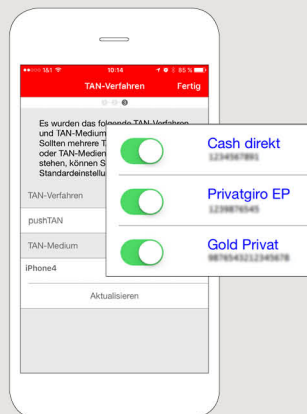 1&1 10:14 85 %
TAN-Verfahren Fertig
Es wurden das folgende TAN-Verfahren
und TAN-Medium
Sollten mehrere T
oder TAN-Medien
stehen, können S
Standardeinstellu
TAN-Verfahren
pushTAN
TAN-Medium
iPhone4
Aktualisieren
Cash direkt
1234567891
Privatgiro EP
1239876545
Gold Privat
9876543212345678